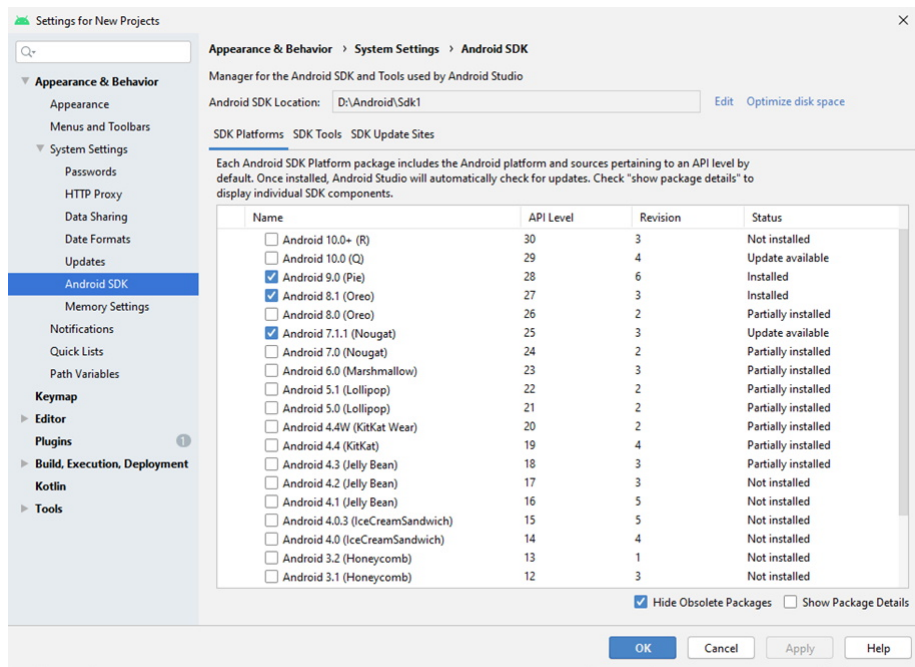 Settings for New Projects
Appearance & Behavior
Appearance
Menus and Toolbars
System Settings
Passwords
HTTP Proxy
Data Sharing
Date Formats
Updates
Android SDK
Memory Settings
Notifications
Quick Lists
Path Variables
Keymap
Editor
Plugins 1
Build, Execution, Deployment
Kotlin
Tools
Appearance & Behavior › System Settings › Android SDK
Manager for the Android SDK and Tools used by Android Studio
Android SDK Location: D:\Android\Sdk1 Edit Optimize disk space
SDK Platforms SDK Tools SDK Update Sites
Each Android SDK Platform package includes the Android platform and sources pertaining to an API level by
default. Once installed, Android Studio will automatically check for updates. Check "show package details" to
display individual SDK components.
Name API Level Revision Status
Android 10.0+ (R) 30 3 Not installed
Android 10.0 (Q) 29 4 Update available
Android 9.0 (Pie) 28 6 Installed
Android 8.1 (Oreo) 27 3 Installed
Android 8.0 (Oreo) 26 2 Partially installed
Android 7.1.1 (Nougat) 25 3 Update available
Android 7.0 (Nougat) 24 2 Partially installed
Android 6.0 (Marshmallow) 23 3 Partially installed
Android 5.1 (Lollipop) 22 2 Partially installed
Android 5.0 (Lollipop) 21 2 Partially installed
Android 4.4W (KitKat Wear) 20 2 Partially installed
Android 4.4 (KitKat) 19 4 Partially installed
Android 4.3 (Jelly Bean) 18 3 Partially installed
Android 4.2 (Jelly Bean) 17 3 Not installed
Android 4.1 (Jelly Bean) 16 5 Not installed
Android 4.0.3 (IceCreamSandwich) 15 5 Not installed
Android 4.0 (IceCreamSandwich) 14 4 Not installed
Android 3.2 (Honeycomb) 13 1 Not installed
Android 3.1 (Honeycomb) 12 3 Not installed
Hide Obsolete Packages Show Package Details
OK Cancel Apply Help